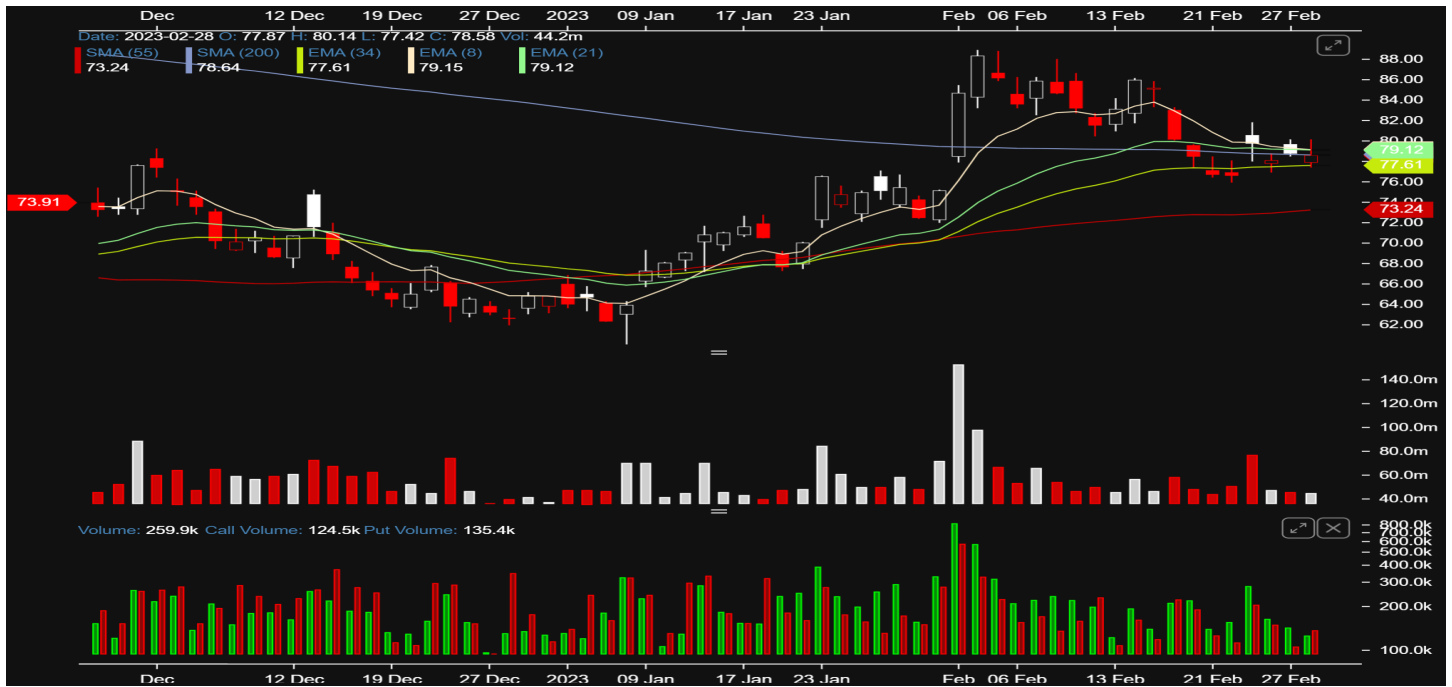 Dec 12 Dec 19 Dec 27 Dec 2023 09 Jan 17 Jan 23 Jan Feb 06 Feb 13 Feb 21 Feb 27 Feb
Date: 2023-02-28 O: 77.87 H: 80.14 L: 77.42 C: 78.58 Vol: 44.2m
SMA (55) SMA (200) EMA (34) EMA (8) EMA (21)
73.24 78.64 77.61 79.15 79.12
88.00
86.00
84.00
82.00
80.00
79.12
77.61
76.00
73.91
74.00
73.24
72.00
70.00
68.00
66.00
64.00
62.00
140.0m
120.0m
100.0m
80.0m
60.0m
40.0m
Volume: 259.9k Call Volume: 124.5k Put Volume: 135.4k
800.0k
700.0k
600.0k
500.0k
400.0k
300.0k
200.0k
100.0k
Dec 12 Dec 19 Dec 27 Dec 2023 09 Jan 17 Jan 23 Jan Feb 06 Feb 13 Feb 21 Feb 27 Feb